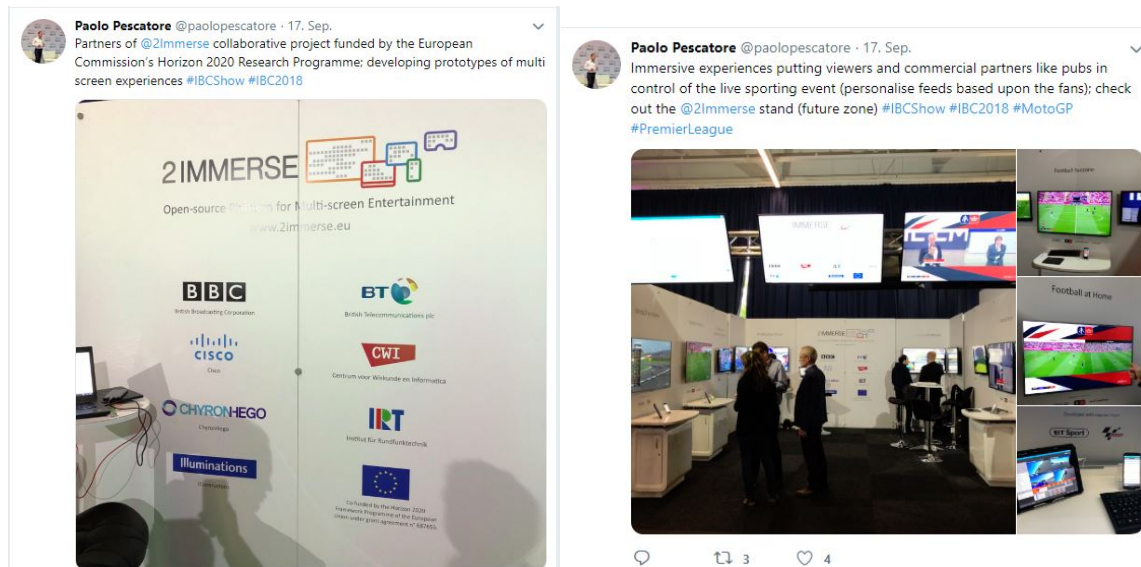 Paolo Pescatore @paolopescatore · 17. Sep.
Partners of @2Immerse collaborative project funded by the European
Commission's Horizon 2020 Research Programme; developing prototypes of multi
screen experiences #IBCShow #IBC2018
2IMMERSE
Open-source for Multi-screen Entertainment
www.2immerse.eu
BBC
British Broadcasting Corporation
BT
British Telecommunications plc
CISCO
Cisco
CWI
Centrum voor Wiskunde en Informatica
CHYRONHEGO
Chyronhego
IRT
Institut für Rundfunktechnik
Illuminations
Illuminations
Co-funded by the Horizon 2020
Framework Programme of the European
Union under grant agreement n° 687655.
Paolo Pescatore @paolopescatore · 17. Sep.
Immersive experiences putting viewers and commercial partners like pubs in
control of the live sporting event (personalise feeds based upon the fans); check
out the @2Immerse stand (future zone) #IBCShow #IBC2018 #MotoGP
#PremierLeague
2IMMERSE
2IMMERSE
BBC
Football Fanzone
Football at Home
BT Sport
3
4